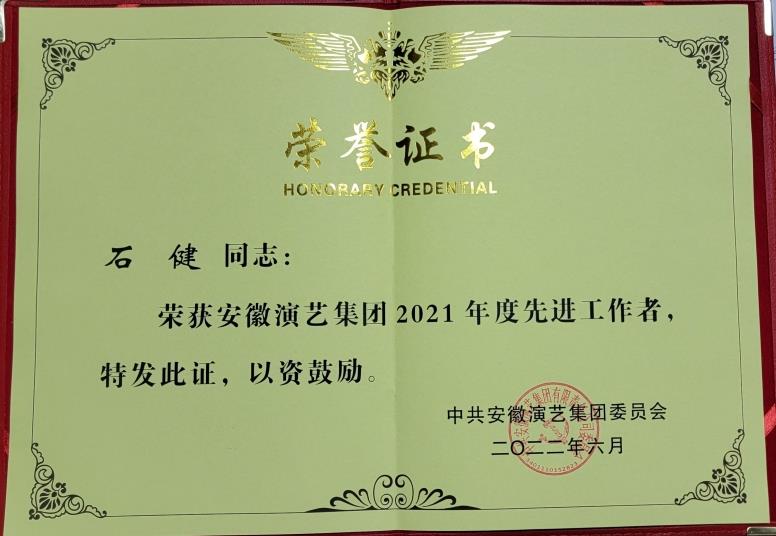 荣誉证书
HONORARY CREDENTIAL
石 健 同志：
荣获安徽演艺集团2021年度先进工作者，
特发此证，以资鼓励。
中共安徽演艺集团委员会
二〇二二年六月